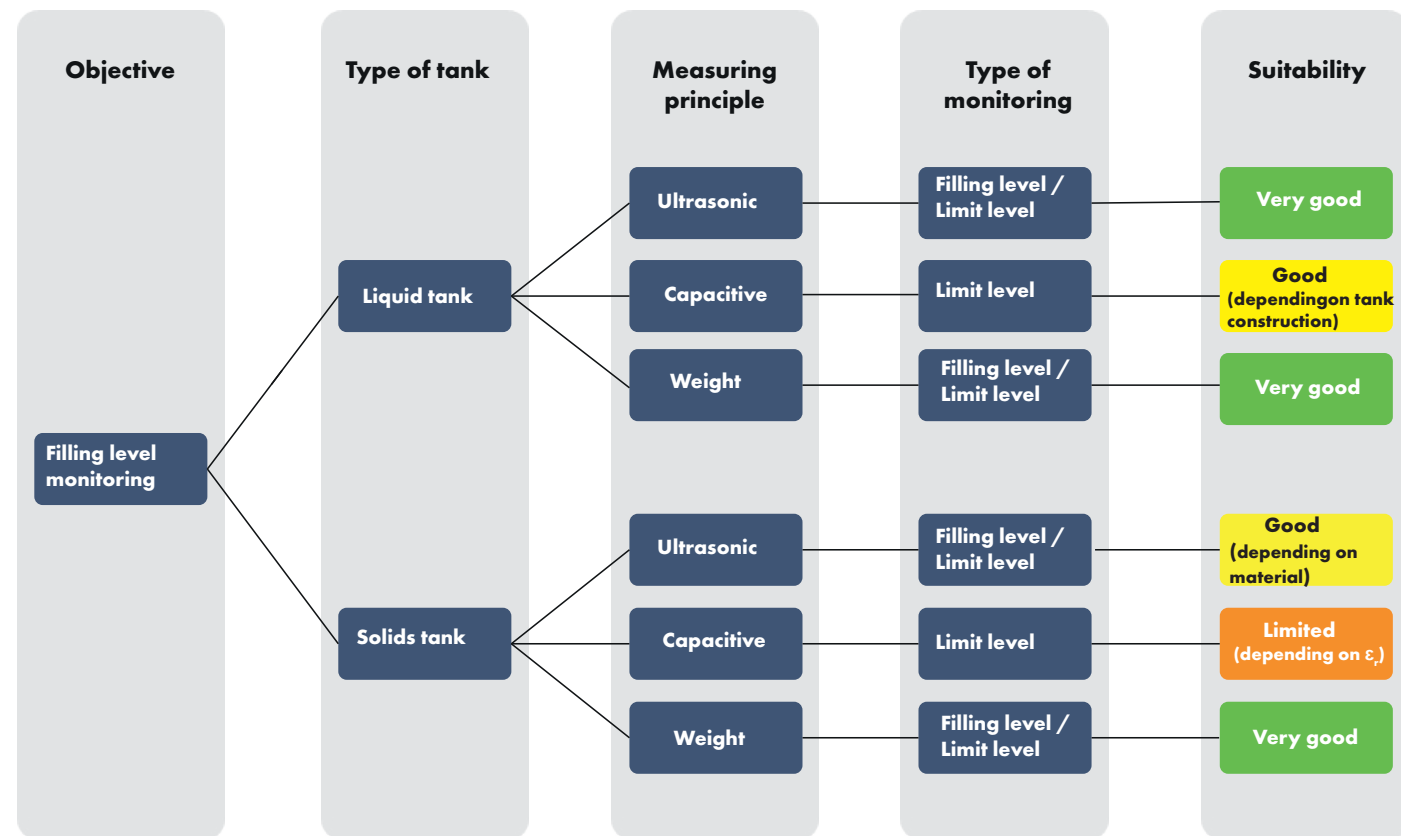 Objective
Type of tank
Measuring
principle
Type of
monitoring
Suitability
Filling level
monitoring
Liquid tank
Ultrasonic
Filling level /
Limit level
Very good
Capacitive
Limit level
Good
(dependingon tank
construction)
Weight
Filling level /
Limit level
Very good
Solids tank
Ultrasonic
Filling level /
Limit level
Good
(depending on
material)
Capacitive
Limit level
Limited
(depending on εr)
Weight
Filling level /
Limit level
Very good